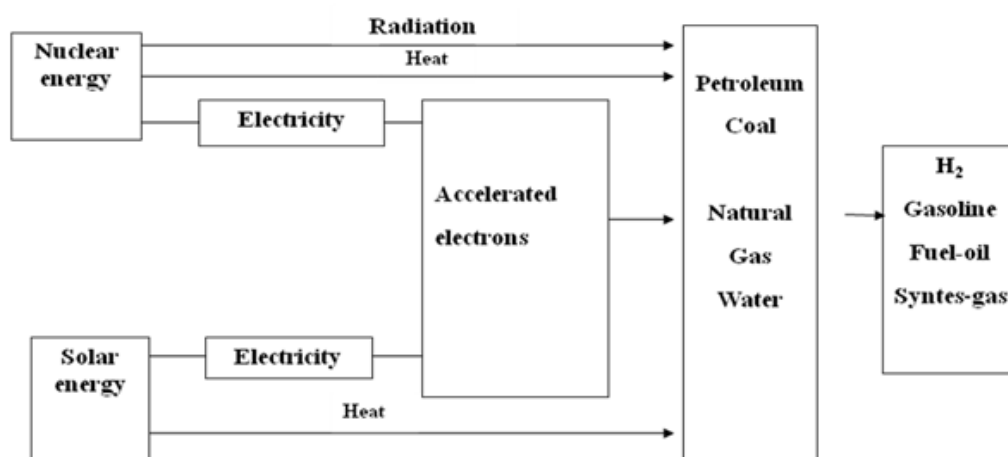 Radiation
Heat
Nuclear
energy
Electricity
Accelerated
electrons
Solar
energy
Electricity
Heat
Petroleum
Coal
Natural
Gas
Water
H₂
Gasoline
Fuel-oil
Syntes-gas